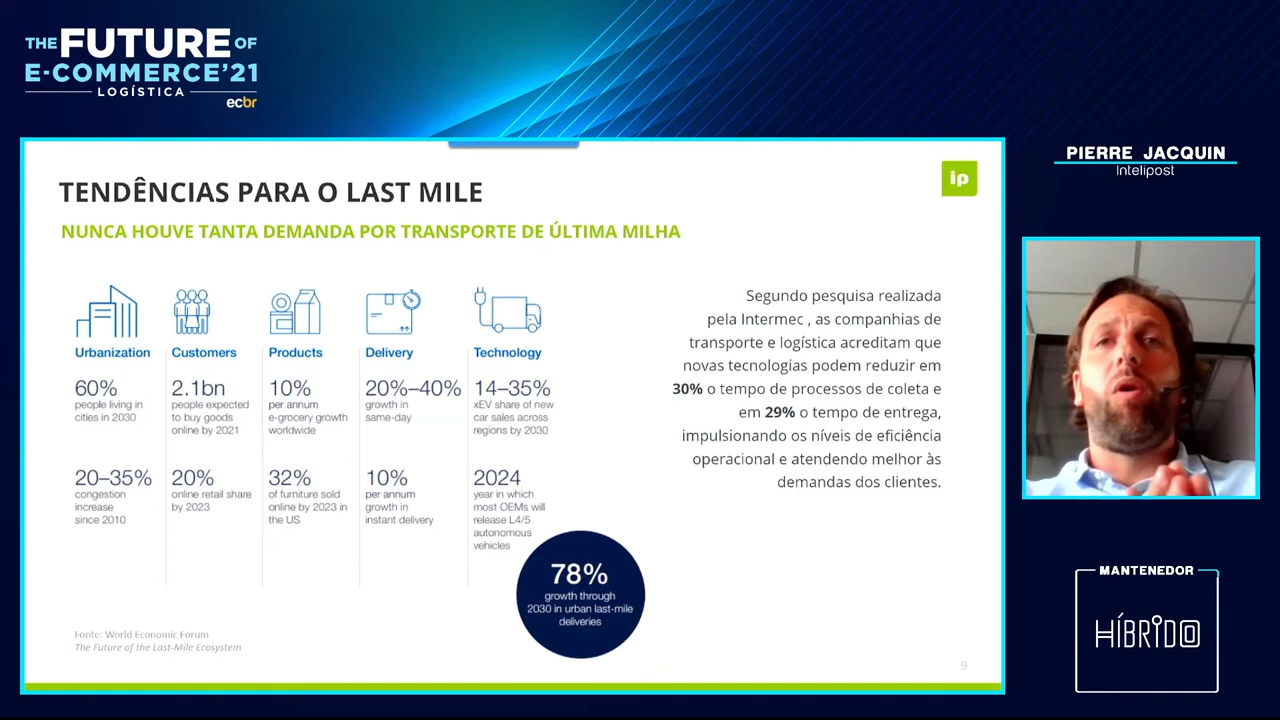 THE FUTURE OF
E-COMMERCE'21
LOGÍSTICA
ecbr
PIERRE JACQUIN
Intelipost
ip
TENDÊNCIAS PARA O LAST MILE
NUNCA HOUVE TANTA DEMANDA POR TRANSPORTE DE ÚLTIMA MILHA
Urbanization
60%
people living in
cities in 2030
20–35%
congestion
increase
since 2010
Customers
2.1bn
people expected
to buy goods
online by 2021
20%
online retail share
by 2023
Products
10%
per annum
e-grocery growth
worldwide
32%
of furniture sold
online by 2023 in
the US
Delivery
20%–40%
growth in
same-day
10%
per annum
growth in
instant delivery
Technology
14–35%
xEV share of new
car sales across
regions by 2030
2024
year in which
most OEMs will
release L4/5
autonomous
vehicles
78%
growth through
2030 in urban last-mile
deliveries
Segundo pesquisa realizada
pela Intermec , as companhias de
transporte e logística acreditam que
novas tecnologias podem reduzir em
30% o tempo de processos de coleta e
em 29% o tempo de entrega,
impulsionando os níveis de eficiência
operacional e atendendo melhor às
demandas dos clientes.
Fonte: World Economic Forum
The Future of the Last-Mile Ecosystem
9
MANTENEDOR
HÍBRIDO